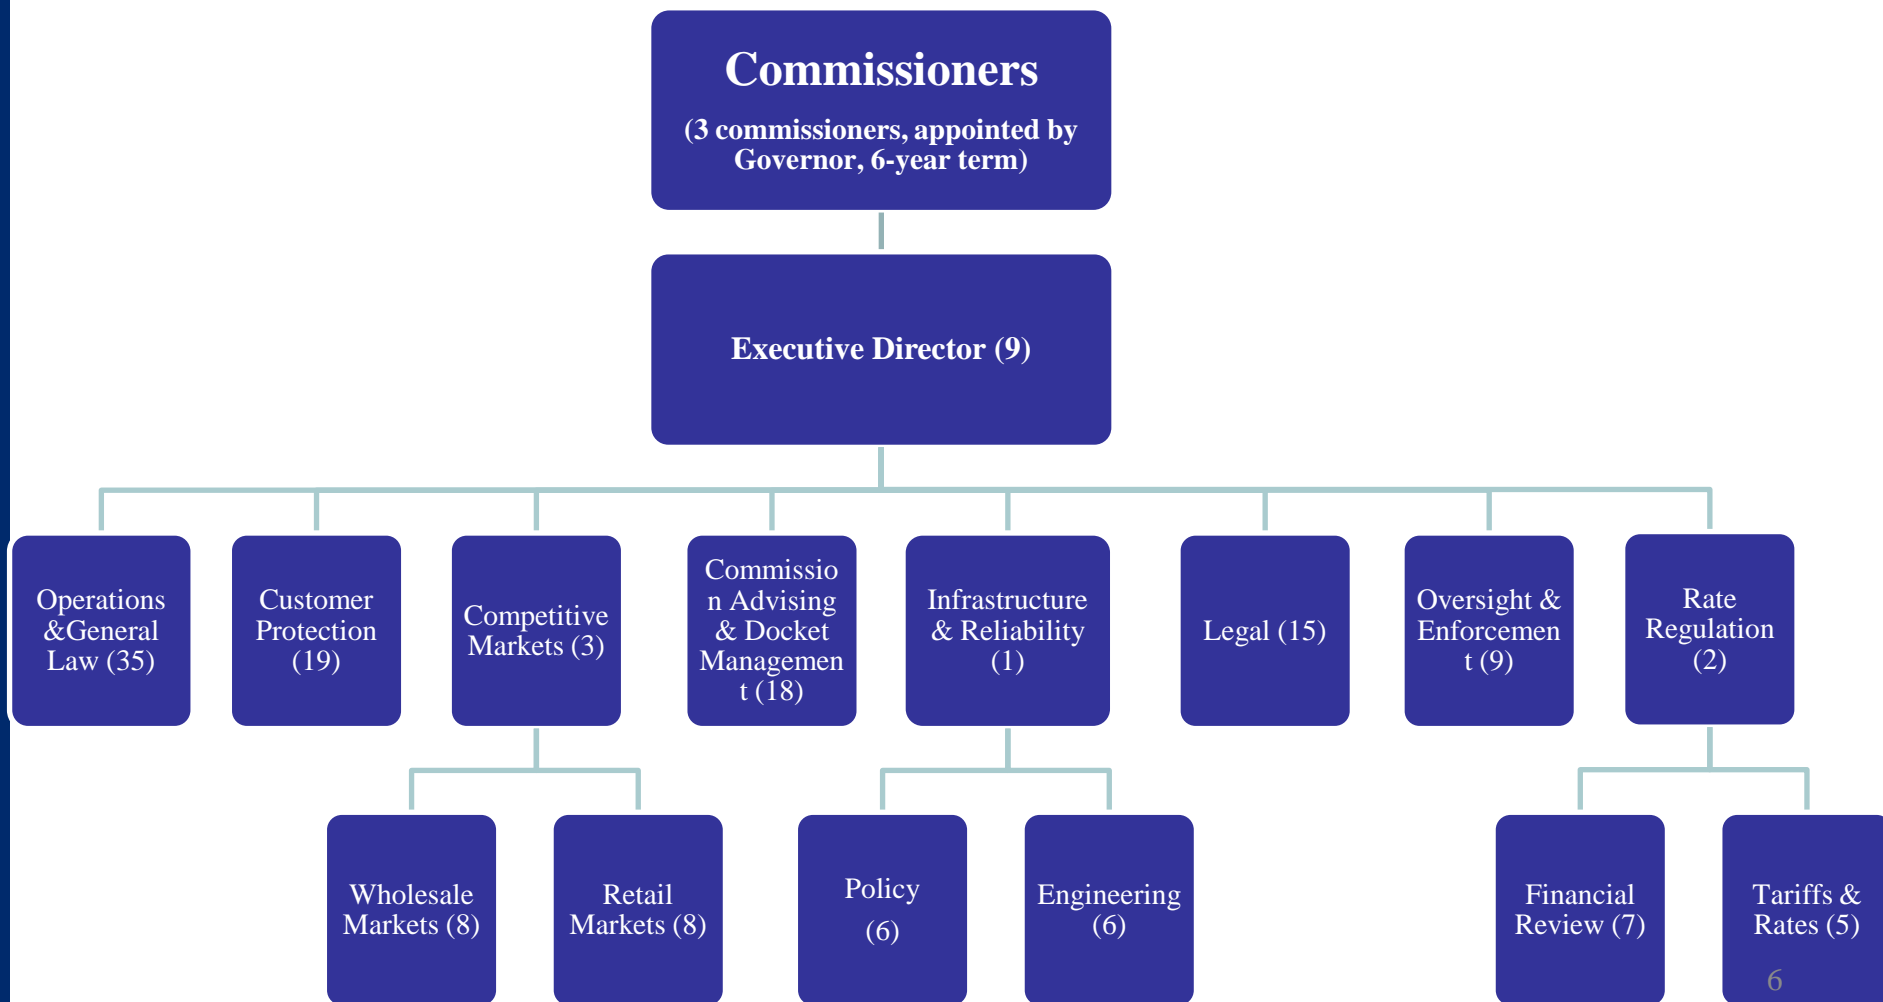 Commissioners
(3 commissioners, appointed by
Governor, 6-year term)
Executive Director (9)
Operations
&General
Law (35)
Customer
Protection
(19)
Competitive
Markets (3)
Commissio
n Advising
& Docket
Managemen
t (18)
Infrastructure
& Reliability
(1)
Legal (15)
Oversight &
Enforcemen
t (9)
Rate
Regulation
(2)
Wholesale
Markets (8)
Retail
Markets (8)
Policy
(6)
Engineering
(6)
Financial
Review (7)
Tariffs &
Rates (5)
6